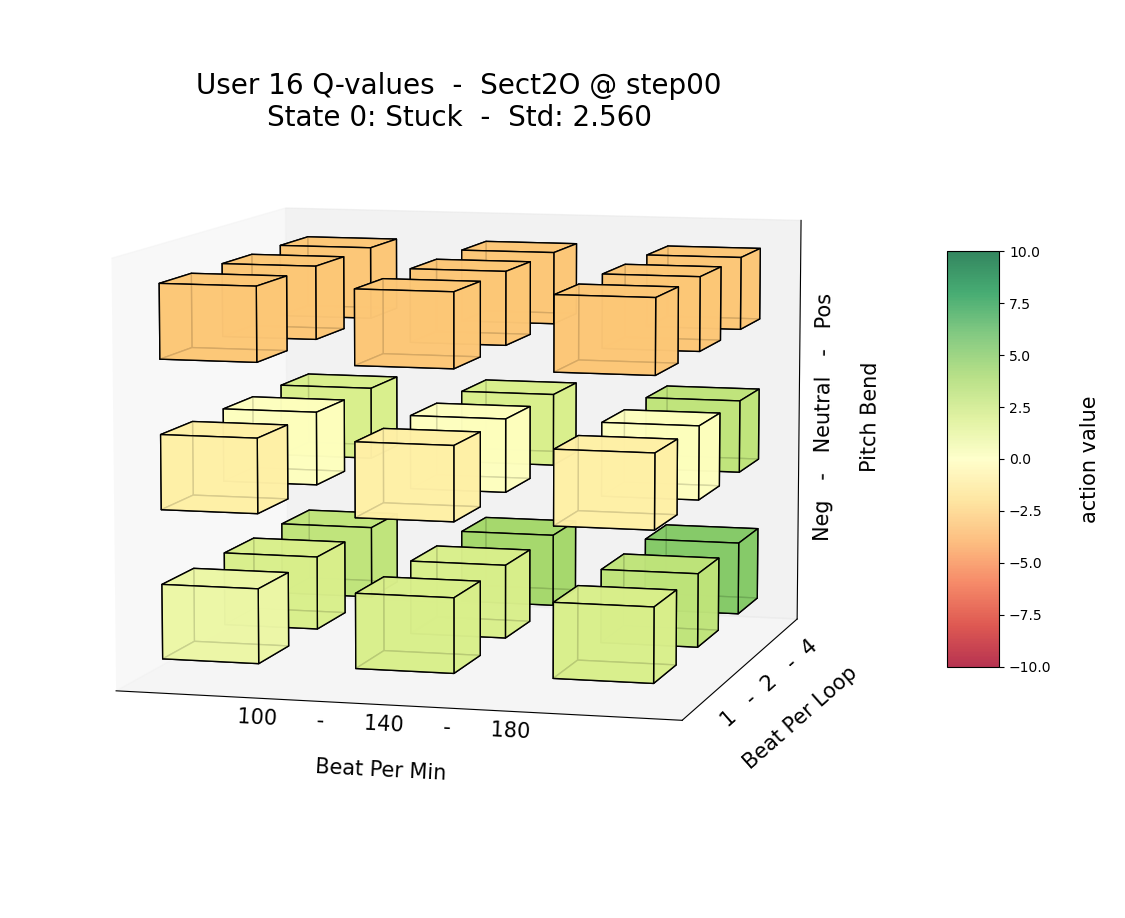 User 16 Q-values - Sect2O @ step00
State 0: Stuck - Std: 2.560
Neg - Neutral - Pos
Pitch Bend
1 - 2 - 4
Beat Per Loop
100 - 140 - 180
Beat Per Min
10.0
7.5
5.0
2.5
0.0
−2.5
−5.0
−7.5
−10.0
action value